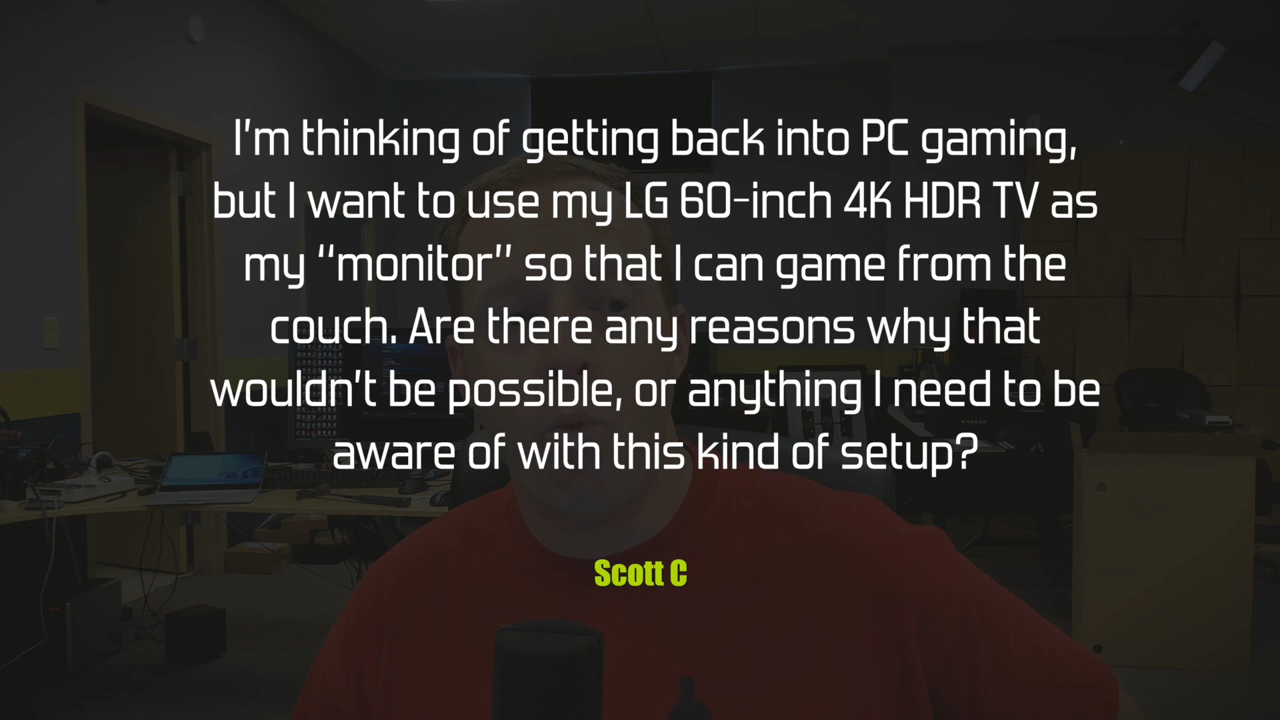 I'm thinking of getting back into PC gaming,
but I want to use my LG 60-inch 4K HDR TV as
my “monitor” so that I can game from the
couch. Are there any reasons why that
wouldn't be possible, or anything I need to be
aware of with this kind of setup?
Scott C